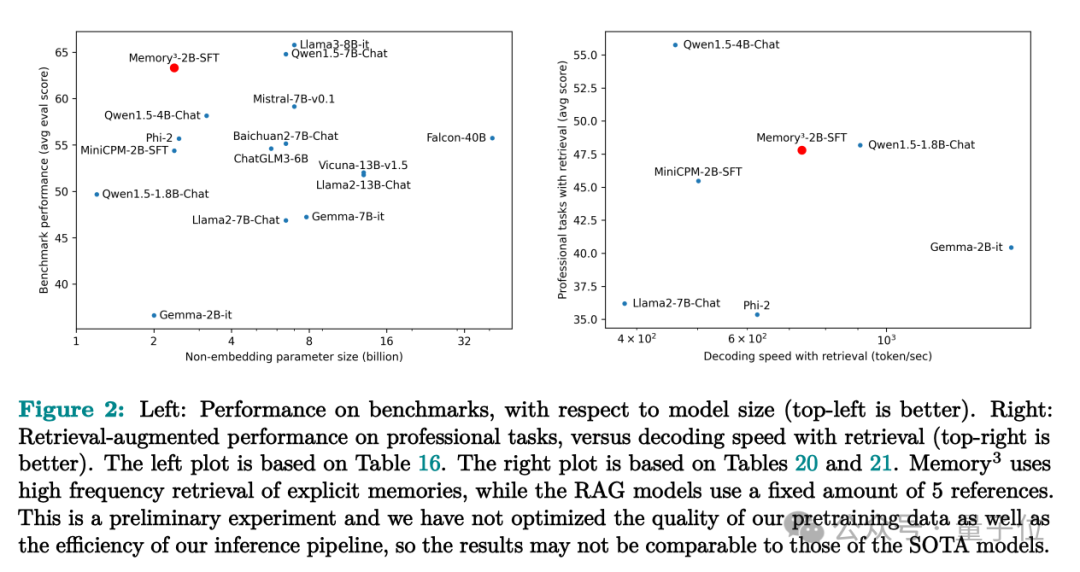 Benchmark performance (avg eval score)
65
60
55
50
45
40
Llama3-8B-it
Memory³-2B-SFT
Qwen1.5-7B-Chat
Mistral-7B-v0.1
Qwen1.5-4B-Chat
Phi-2
Baichuan2-7B-Chat
Falcon-40B
MiniCPM-2B-SFT
ChatGLM3-6B
Vicuna-13B-v1.5
Llama2-13B-Chat
Qwen1.5-1.8B-Chat
Llama2-7B-Chat
Gemma-7B-it
Gemma-2B-it
1 2 4 8 16 32
Non-embedding parameter size (billion)
Professional tasks with retrieval (avg score)
55.0
52.5
50.0
47.5
45.0
42.5
40.0
37.5
35.0
Qwen1.5-4B-Chat
Memory³-2B-SFT
Qwen1.5-1.8B-Chat
MiniCPM-2B-SFT
Gemma-2B-it
Llama2-7B-Chat
Phi-2
4 × 10² 6 × 10² 10³
Decoding speed with retrieval (token/sec)
Figure 2: Left: Performance on benchmarks, with respect to model size (top-left is better). Right:
Retrieval-augmented performance on professional tasks, versus decoding speed with retrieval (top-right is
better). The left plot is based on Table 16. The right plot is based on Tables 20 and 21. Memory³ uses
high frequency retrieval of explicit memories, while the RAG models use a fixed amount of 5 references.
This is a preliminary experiment and we have not optimized the quality of our pretraining data as well as
the efficiency of our inference pipeline, so the results may not be comparable to those of the SOTA models.
公众号 · 量子位